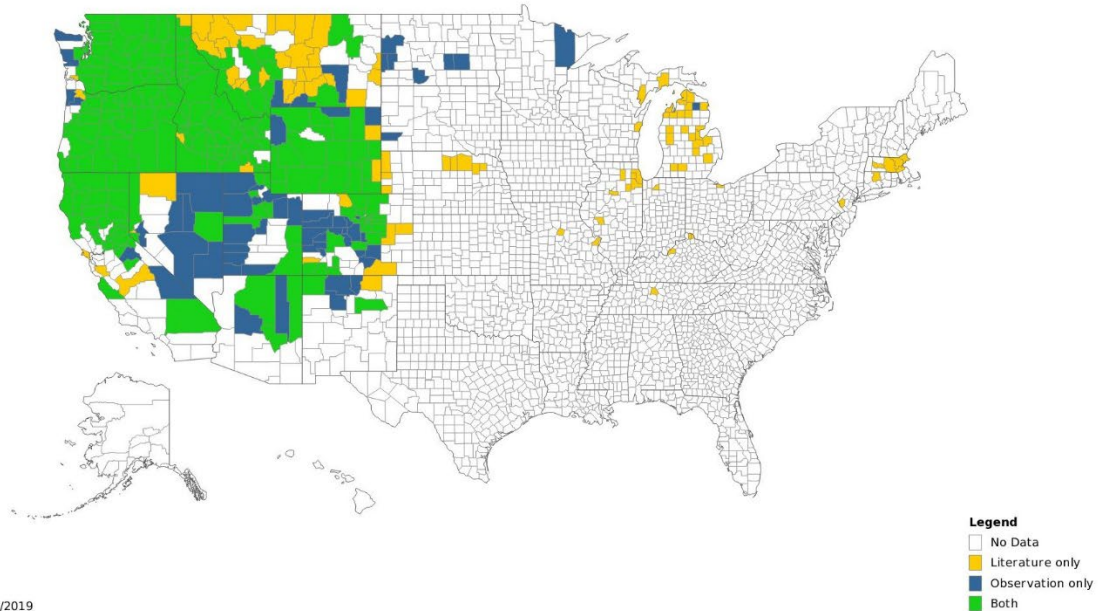 Legend
No Data
Literature only
Observation only
Both
/2019